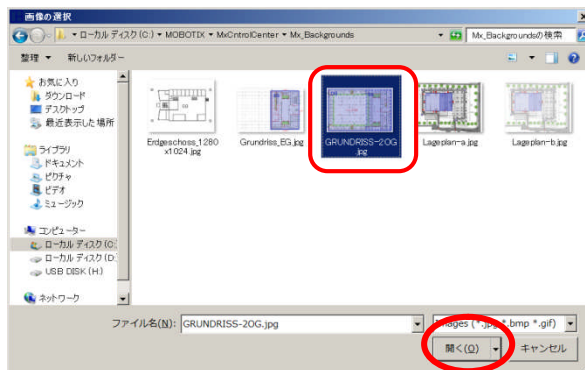 画像の選択
ローカル ディスク (C:) ▸ MOBOTIX ▸ MxCntrolCenter ▸ Mx_Backgrounds
Mx_Backgroundsの検索
整理 ▼ 新しいフォルダー
お気に入り
ダウンロード
デスクトップ
最近表示した場所
ライブラリ
ドキュメント
ピクチャ
ビデオ
ミュージック
コンピューター
ローカル ディスク (C:
ローカル ディスク (D:
USB DISK (H:)
ネットワーク
Erdgeschoss_1280
x1024.jpg
Grundriss_EG.jpg
GRUNDRISS-2OG
.jpg
Lageplan-a.jpg
Lageplan-b.jpg
ファイル名(N): GRUNDRISS-2OG.jpg
Images (*.jpg *.bmp *.gif)
開く(O)
キャンセル